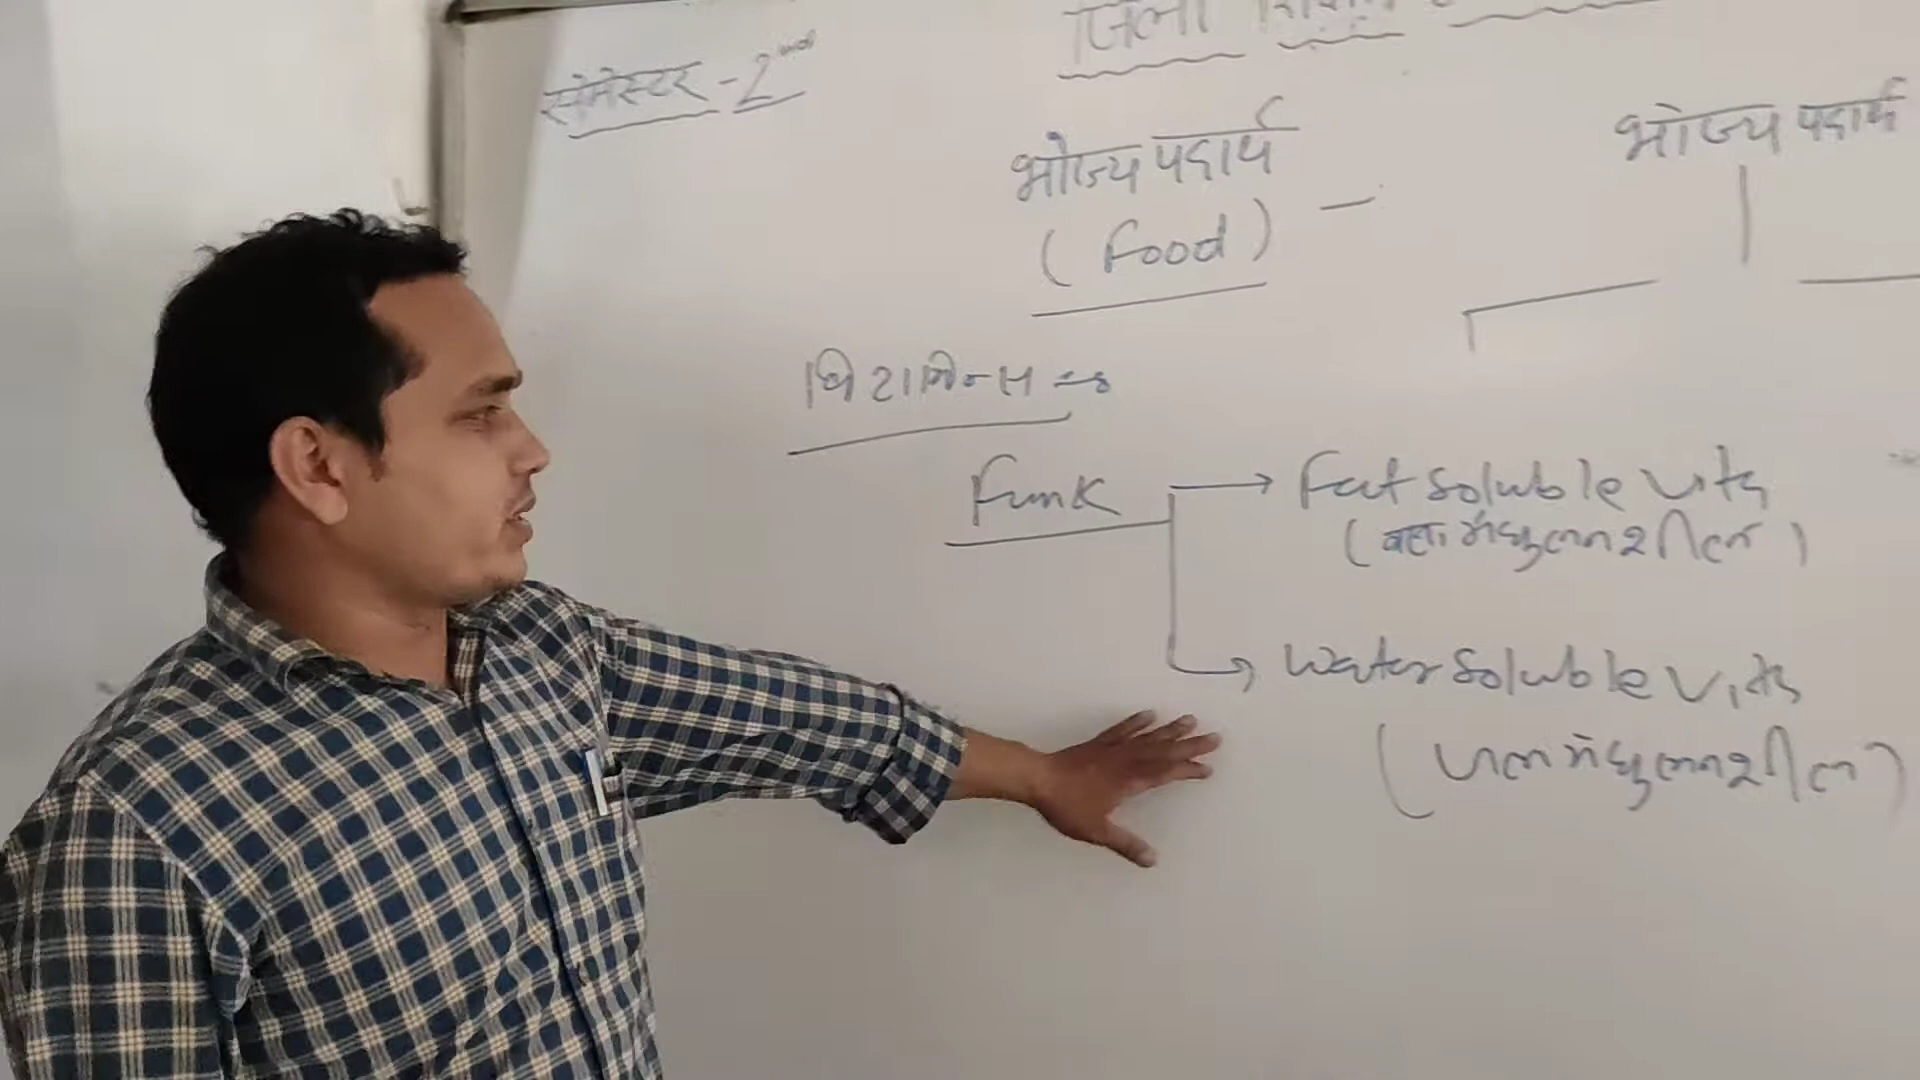 जिला
सेमेस्टर - 2nd
भोज्य पदार्थ
(Food) -
भोज्य पदार्थ
विटामिन्स
Funk → Fat soluble vits
(वसा में घुलनशील)
→ Water soluble vits
(जल में घुलनशील)